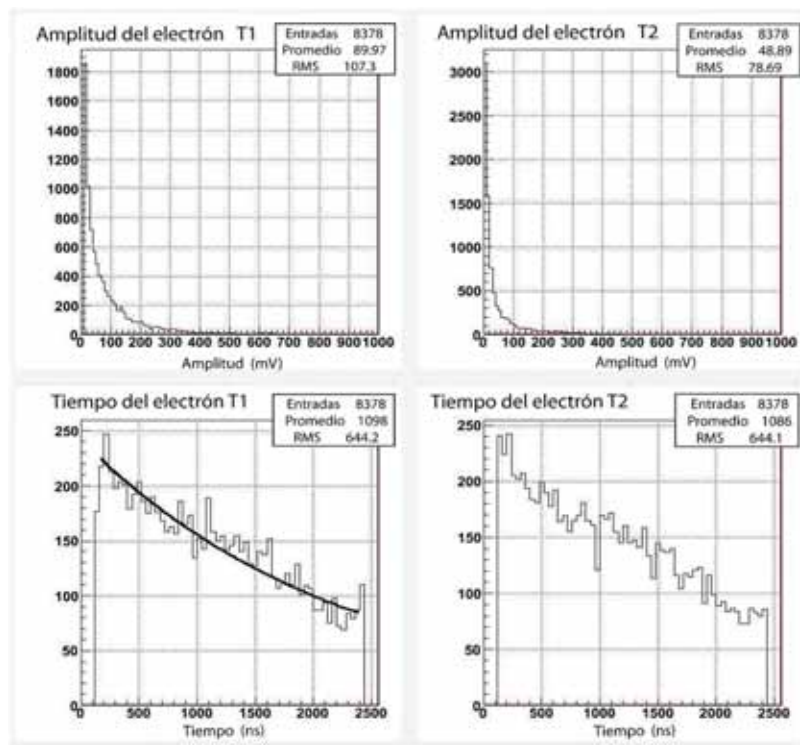 Amplitud del electrón T1
Entradas 8378
Promedio 89.97
RMS 107.3
1800
1600
1400
1200
1000
800
600
400
200
0
0 100 200 300 400 500 600 700 800 900 1000
Amplitud (mV)
Amplitud del electrón T2
Entradas 8378
Promedio 48.89
RMS 78.69
3000
2500
2000
1500
1000
500
0
0 100 200 300 400 500 600 700 800 900 1000
Amplitud (mV)
Tiempo del electrón T1
Entradas 8378
Promedio 1098
RMS 644.2
250
200
150
100
50
0
0 500 1000 1500 2000 2500
Tiempo (ns)
Tiempo del electrón T2
Entradas 8378
Promedio 1086
RMS 644.1
250
200
150
100
50
0
0 500 1000 1500 2000 2500
Tiempo (ns)